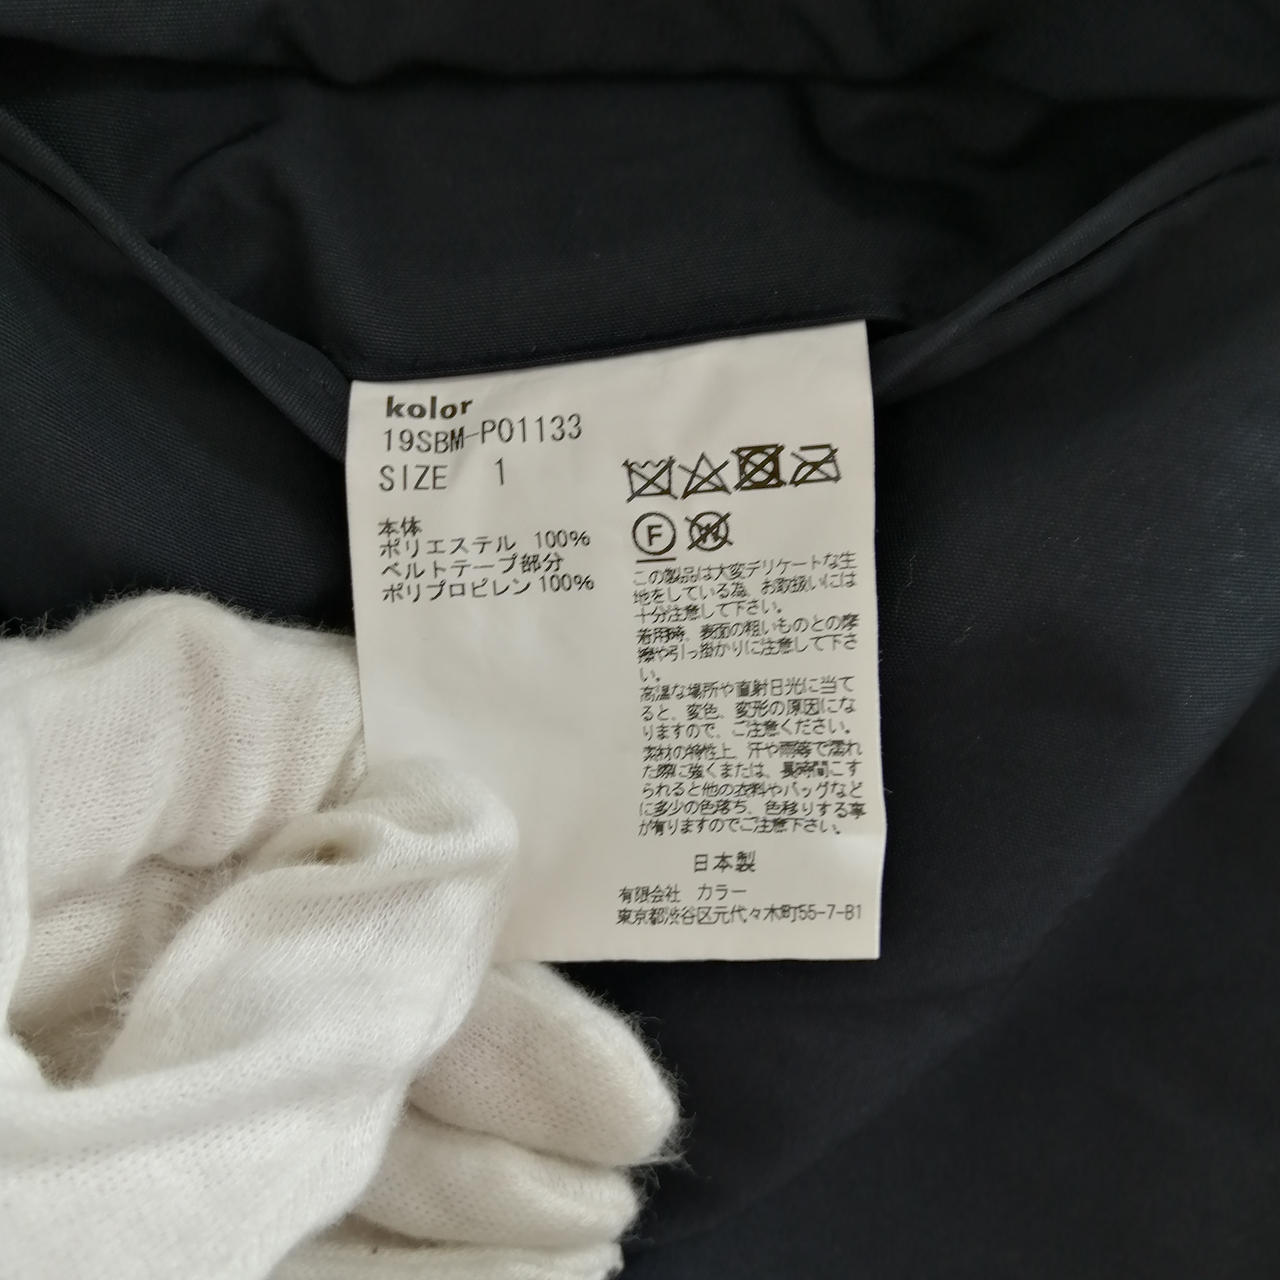 kolor
19SBM-P01133
SIZE 1
本体
ポリエステル 100%
ベルトテープ部分
ポリプロピレン100%
F
W
この製品は大変デリケートな生
地をしている為、お取扱いには
十分注意して下さい。
着用時、表面の粗いものとの摩
擦や引っ掛かりに注意して下さ
い。
高温な場所や直射日光に当て
ると、変色、変形の原因にな
りますので、ご注意ください。
素材の特性上、汗や雨等で濡れ
た際に強くまたは、長時間こす
られると他の衣料やバッグなど
に多少の色落ち、色移りする事
が有りますのでご注意下さい。
日本製
有限会社 カラー
東京都渋谷区元代々木町55-7-B1